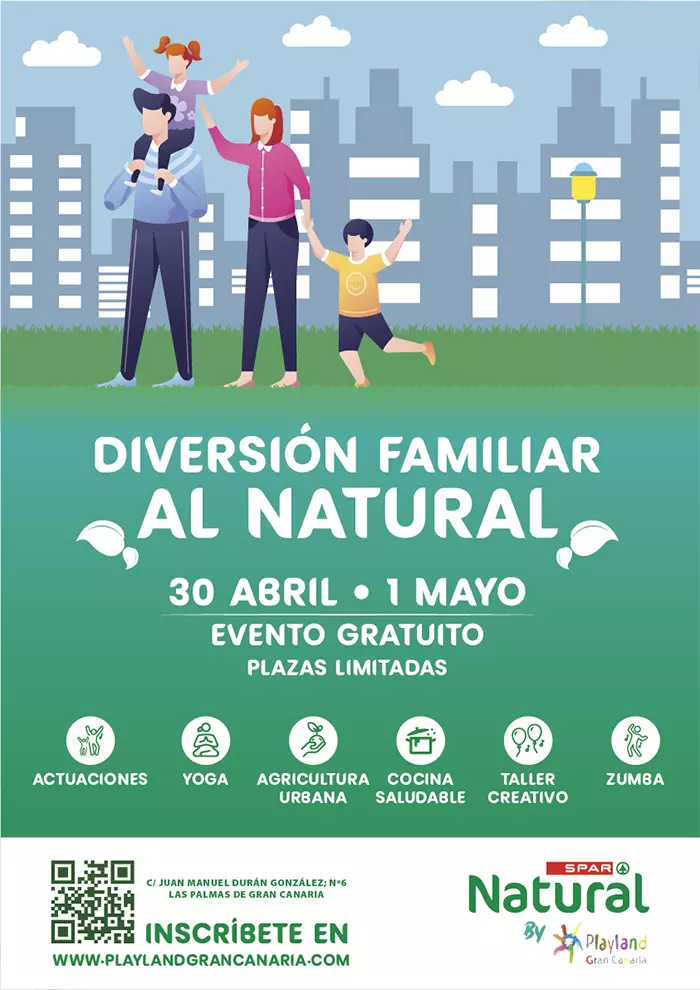 DIVERSIÓN FAMILIAR
AL NATURAL
30 ABRIL • 1 MAYO
EVENTO GRATUITO
PLAZAS LIMITADAS
ACTUACIONES
YOGA
AGRICULTURA
URBANA
COCINA
SALUDABLE
TALLER
CREATIVO
ZUMBA
C/ JUAN MANUEL DURÁN GONZÁLEZ; Nº6
LAS PALMAS DE GRAN CANARIA
INSCRÍBETE EN
WWW.PLAYLANDGRANCANARIA.COM
SPAR
Natural
BY Playland
Gran Canaria